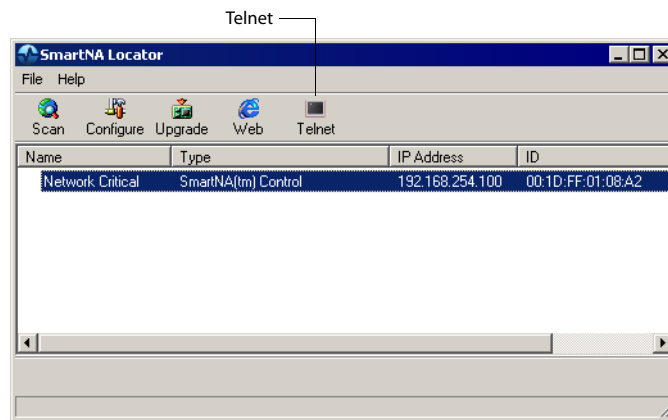 Telnet
SmartNA Locator
File Help
Scan Configure Upgrade Web Telnet
Name Type IP Address ID
Network Critical SmartNA(tm) Control 192.168.254.100 00:1D:FF:01:08:A2